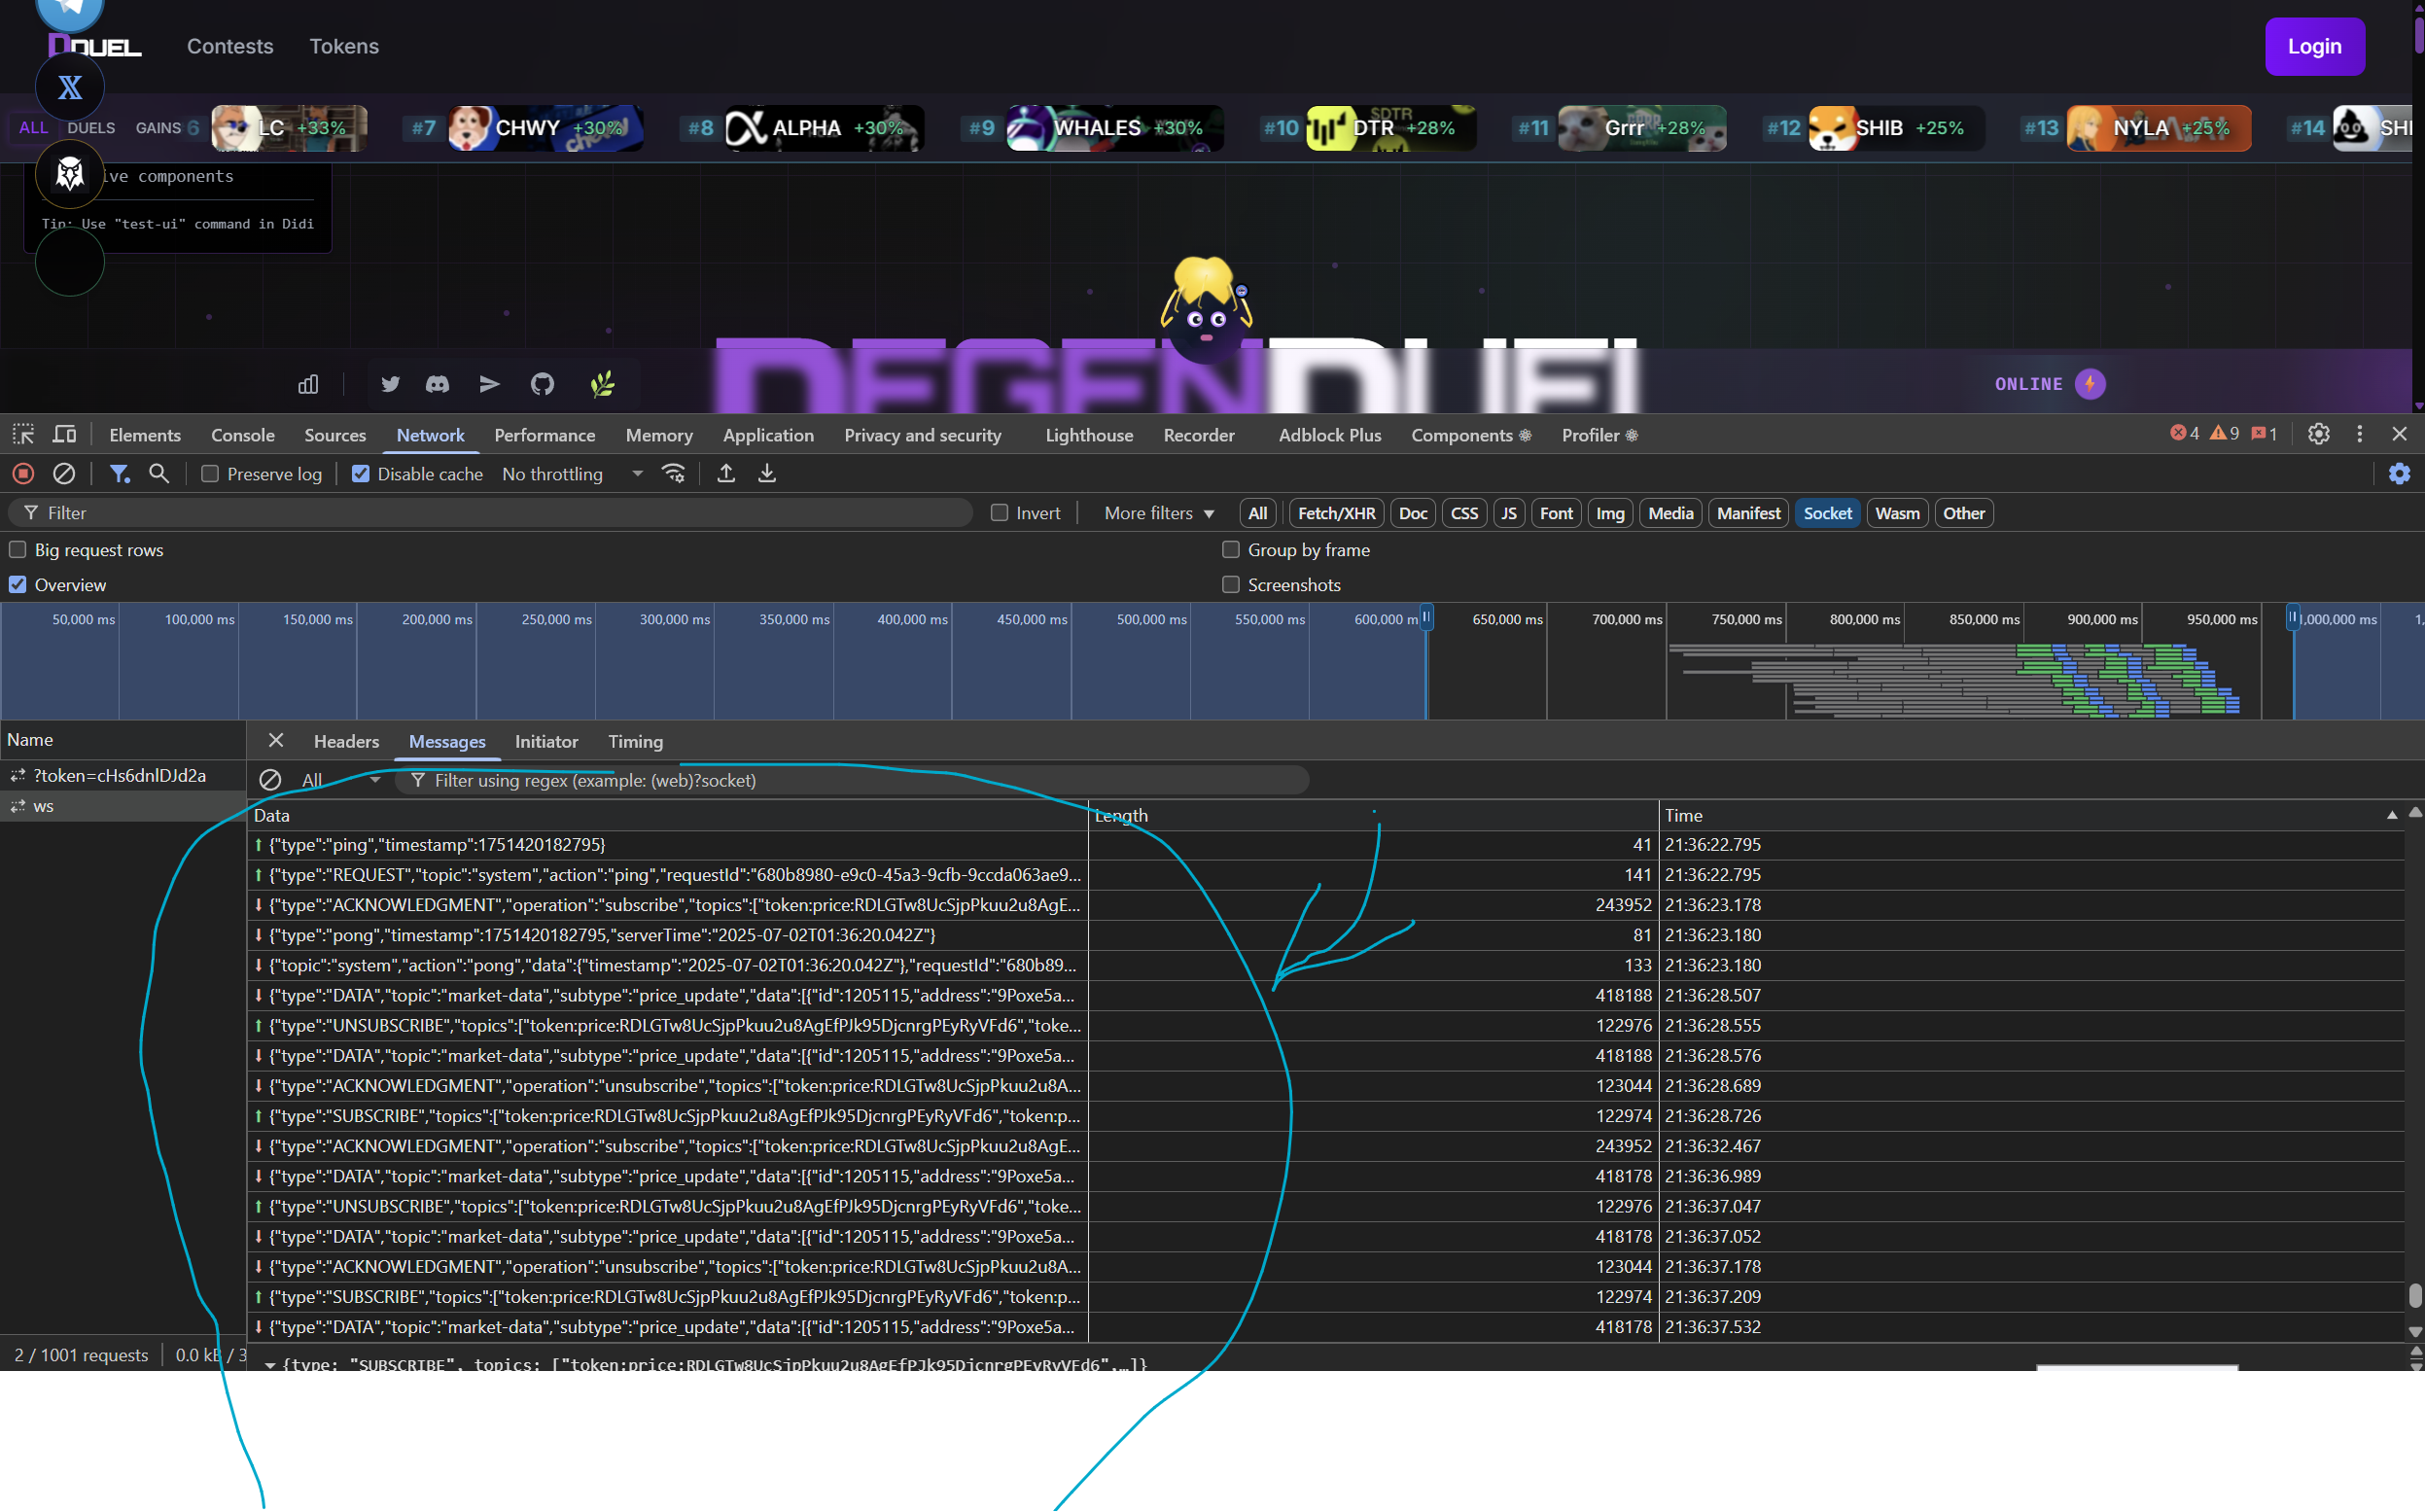 DUEL Contests Tokens Login
ALL DUELS GAINS 6 LC +33% #7 CHWY +30% #8 ALPHA +30% #9 WHALES +30% #10 DTR +28% #11 Grrr +28% #12 SHIB +25% #13 NYLA +25% #14
ive components
Tip: Use "test-ui" command in Didi
DEGENDUEL
ONLINE
Elements Console Sources Network Performance Memory Application Privacy and security Lighthouse Recorder Adblock Plus Components Profiler 4 9 1
Preserve log Disable cache No throttling
Filter Invert More filters All Fetch/XHR Doc CSS JS Font Img Media Manifest Socket Wasm Other
Big request rows Group by frame
Overview Screenshots
50,000 ms 100,000 ms 150,000 ms 200,000 ms 250,000 ms 300,000 ms 350,000 ms 400,000 ms 450,000 ms 500,000 ms 550,000 ms 600,000 m 650,000 ms 700,000 ms 750,000 ms 800,000 ms 850,000 ms 900,000 ms 950,000 ms 1,000,000 ms 1,
Name Headers Messages Initiator Timing
?token=cHs6dnlDJd2a All Filter using regex (example: (web)?socket)
ws
Data Length Time
{"type":"ping","timestamp":1751420182795} 41 21:36:22.795
{"type":"REQUEST","topic":"system","action":"ping","requestId":"680b8980-e9c0-45a3-9cfb-9ccda063ae9... 141 21:36:22.795
{"type":"ACKNOWLEDGMENT","operation":"subscribe","topics":["token:price:RDLGTw8UcSjpPkuu2u8AgE... 243952 21:36:23.178
{"type":"pong","timestamp":1751420182795,"serverTime":"2025-07-02T01:36:20.042Z"} 81 21:36:23.180
{"topic":"system","action":"pong","data":{"timestamp":"2025-07-02T01:36:20.042Z"},"requestId":"680b89... 133 21:36:23.180
{"type":"DATA","topic":"market-data","subtype":"price_update","data":[{"id":1205115,"address":"9Poxe5a... 418188 21:36:28.507
{"type":"UNSUBSCRIBE","topics":["token:price:RDLGTw8UcSjpPkuu2u8AgEfPJk95DjcnrgPEyRyVFd6","toke... 122976 21:36:28.555
{"type":"DATA","topic":"market-data","subtype":"price_update","data":[{"id":1205115,"address":"9Poxe5a... 418188 21:36:28.576
{"type":"ACKNOWLEDGMENT","operation":"unsubscribe","topics":["token:price:RDLGTw8UcSjpPkuu2u8A... 123044 21:36:28.689
{"type":"SUBSCRIBE","topics":["token:price:RDLGTw8UcSjpPkuu2u8AgEfPJk95DjcnrgPEyRyVFd6","token:p... 122974 21:36:28.726
{"type":"ACKNOWLEDGMENT","operation":"subscribe","topics":["token:price:RDLGTw8UcSjpPkuu2u8AgE... 243952 21:36:32.467
{"type":"DATA","topic":"market-data","subtype":"price_update","data":[{"id":1205115,"address":"9Poxe5a... 418178 21:36:36.989
{"type":"UNSUBSCRIBE","topics":["token:price:RDLGTw8UcSjpPkuu2u8AgEfPJk95DjcnrgPEyRyVFd6","toke... 122976 21:36:37.047
{"type":"DATA","topic":"market-data","subtype":"price_update","data":[{"id":1205115,"address":"9Poxe5a... 418178 21:36:37.052
{"type":"ACKNOWLEDGMENT","operation":"unsubscribe","topics":["token:price:RDLGTw8UcSjpPkuu2u8A... 123044 21:36:37.178
{"type":"SUBSCRIBE","topics":["token:price:RDLGTw8UcSjpPkuu2u8AgEfPJk95DjcnrgPEyRyVFd6","token:p... 122974 21:36:37.209
{"type":"DATA","topic":"market-data","subtype":"price_update","data":[{"id":1205115,"address":"9Poxe5a... 418178 21:36:37.532
2 / 1001 requests 0.0 kB / 3
{type: "SUBSCRIBE", topics: ["token:price:RDLGTw8UcSjpPkuu2u8AgEfPJk95DjcnrgPEyRyVFd6",…]}